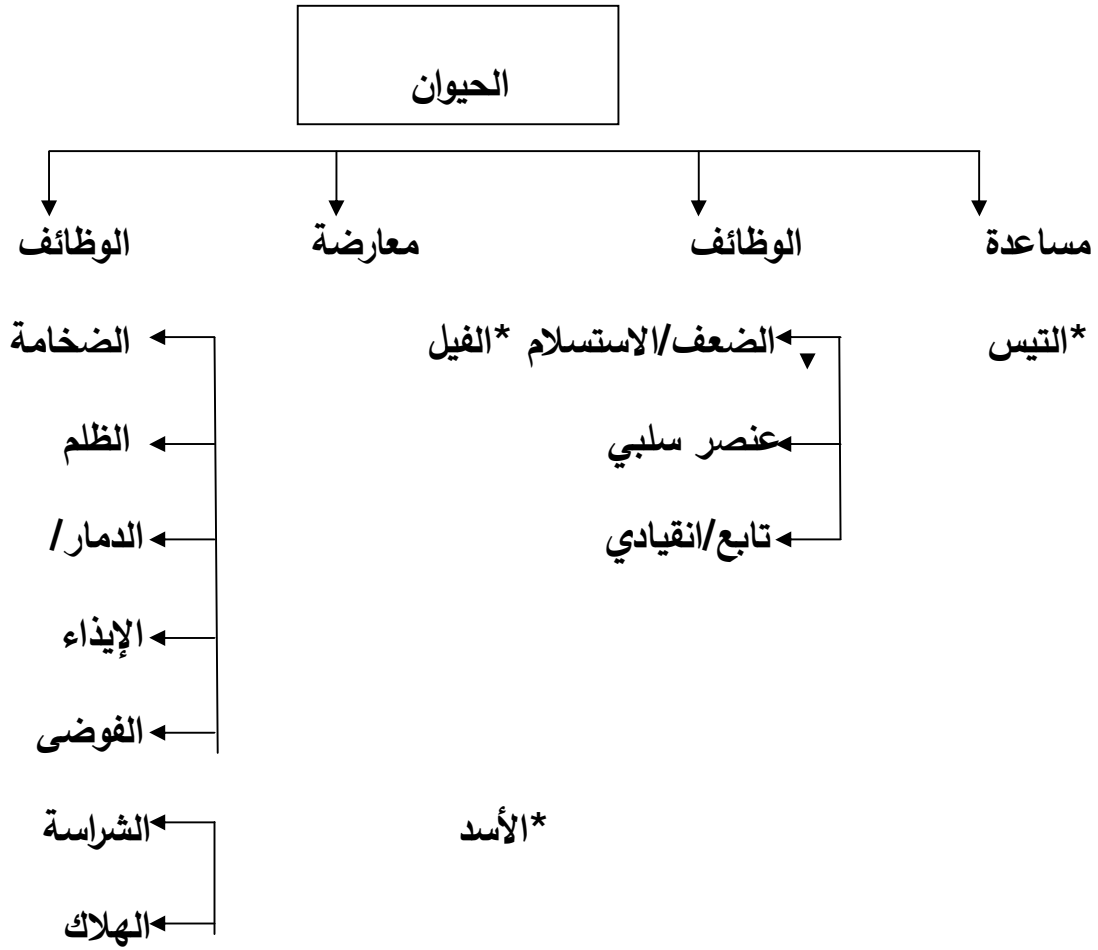 الحيوان
مساعدة الوظائف معارضة الوظائف
*التيس الضعف/الاستسلام *الفيل الضخامة
عنصر سلبي الظلم
تابع/انقيادي الدمار/
الإيذاء
الفوضى
*الأسد الشراسة
الهلاك